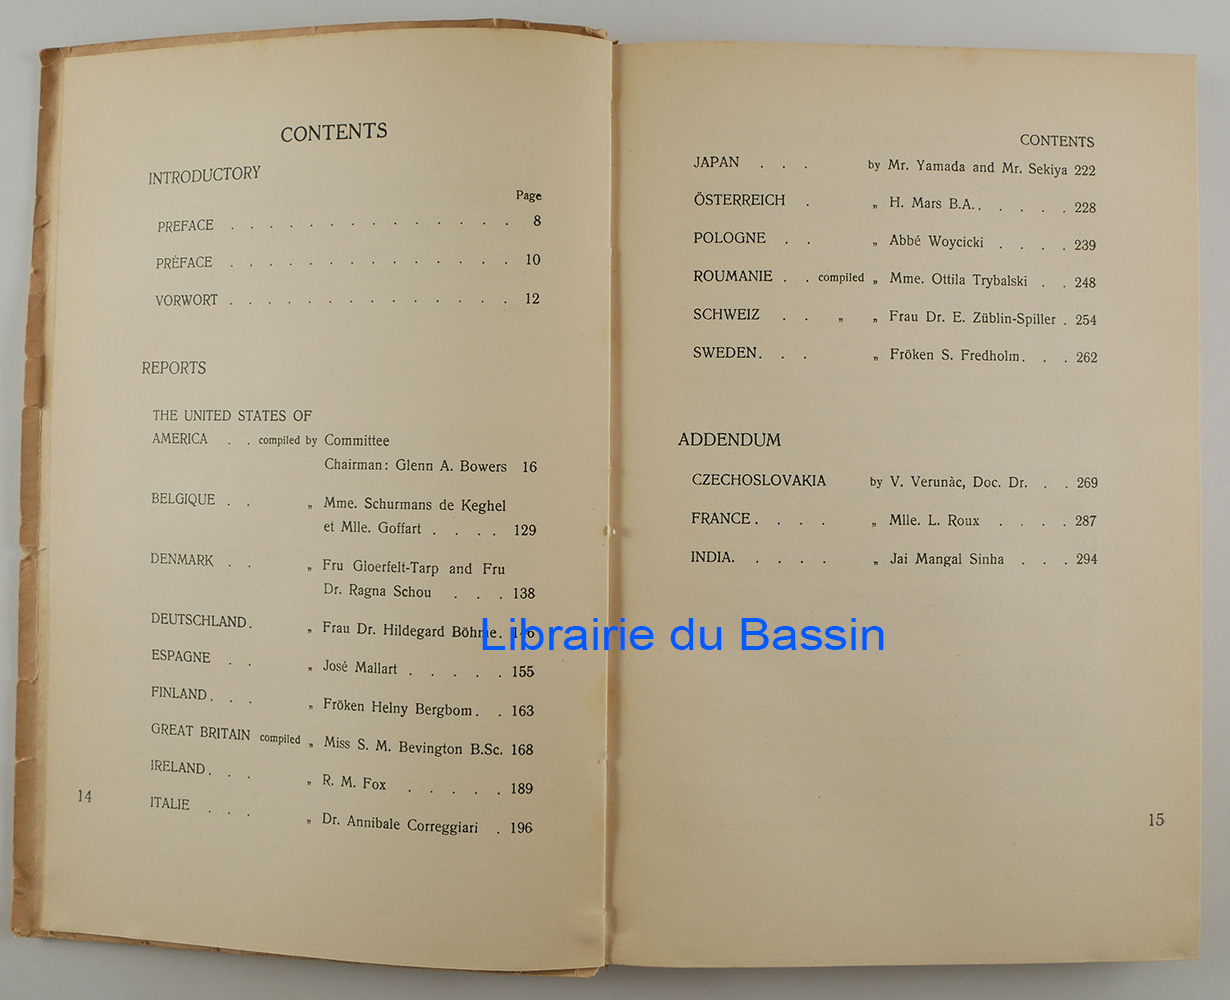 CONTENTS
INTRODUCTORY
Page
PREFACE . . . . . . . . . . . . . 8
PRÉFACE . . . . . . . . . . . . . 10
VORWORT . . . . . . . . . . . . . 12
REPORTS
THE UNITED STATES OF
AMERICA . . compiled by Committee
Chairman: Glenn A. Bowers 16
BELGIQUE . . „ Mme. Schurmans de Keghel
et Mlle. Goffart . . . . 129
DENMARK . . „ Fru Gloerfelt-Tarp and Fru
Dr. Ragna Schou . . . 138
DEUTSCHLAND. „ Frau Dr. Hildegard Böhme. 146
ESPAGNE . . „ José Mallart . . . . . 155
FINLAND. . . „ Fröken Helny Bergbom. . 163
GREAT BRITAIN compiled „ Miss S. M. Bevington B.Sc. 168
IRELAND. . . „ R. M. Fox . . . . . 189
ITALIE . . . „ Dr. Annibale Correggiari . 196
14
CONTENTS
JAPAN . . . by Mr. Yamada and Mr. Sekiya 222
ÖSTERREICH . „ H. Mars B.A. . . . . . 228
POLOGNE . . „ Abbé Woycicki . . . . 239
ROUMANIE . . compiled „ Mme. Ottila Trybalski . . 248
SCHWEIZ . . „ „ Frau Dr. E. Züblin-Spiller . 254
SWEDEN. . . „ Fröken S. Fredholm. . . 262
ADDENDUM
CZECHOSLOVAKIA by V. Verunàc, Doc. Dr. . . 269
FRANCE. . . . „ Mlle. L. Roux . . . . 287
INDIA. . . . . „ Jai Mangal Sinha . . . 294
15
Librairie du Bassin